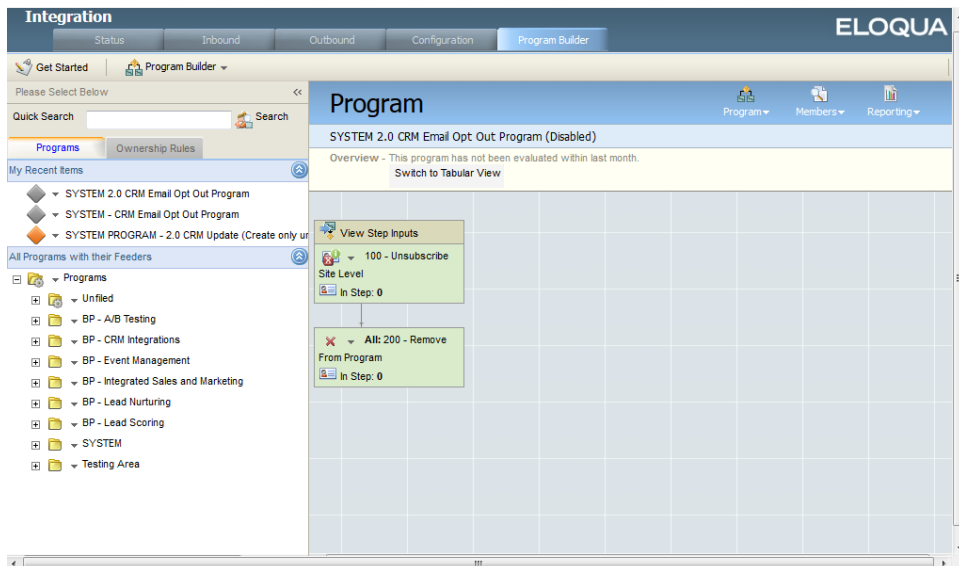 Integration
ELOQUA
Status
Inbound
Outbound
Configuration
Program Builder
Get Started
Program Builder
Please Select Below
<<
Quick Search
Search
Programs
Ownership Rules
My Recent Items
SYSTEM 2.0 CRM Email Opt Out Program
SYSTEM - CRM Email Opt Out Program
SYSTEM PROGRAM - 2.0 CRM Update (Create only ur
All Programs with their Feeders
Programs
Unfiled
BP - A/B Testing
BP - CRM Integrations
BP - Event Management
BP - Integrated Sales and Marketing
BP - Lead Nurturing
BP - Lead Scoring
SYSTEM
Testing Area
Program
Program
Members
Reporting
SYSTEM 2.0 CRM Email Opt Out Program (Disabled)
Overview - This program has not been evaluated within last month.
Switch to Tabular View
View Step Inputs
100 - Unsubscribe
Site Level
In Step: 0
All: 200 - Remove
From Program
In Step: 0